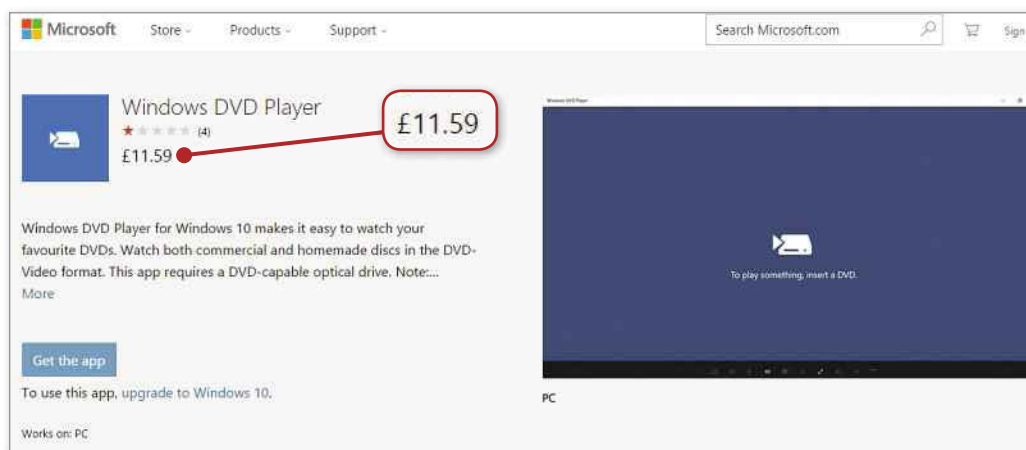 Microsoft Store Products Support Search Microsoft.com Sign
Windows DVD Player
(4)
£11.59
£11.59
Windows DVD Player for Windows 10 makes it easy to watch your
favourite DVDs. Watch both commercial and homemade discs in the DVD-
Video format. This app requires a DVD-capable optical drive. Note:...
More
Get the app
To use this app, upgrade to Windows 10.
Works on: PC
Windows DVD Player
To play something, insert a DVD.
PC